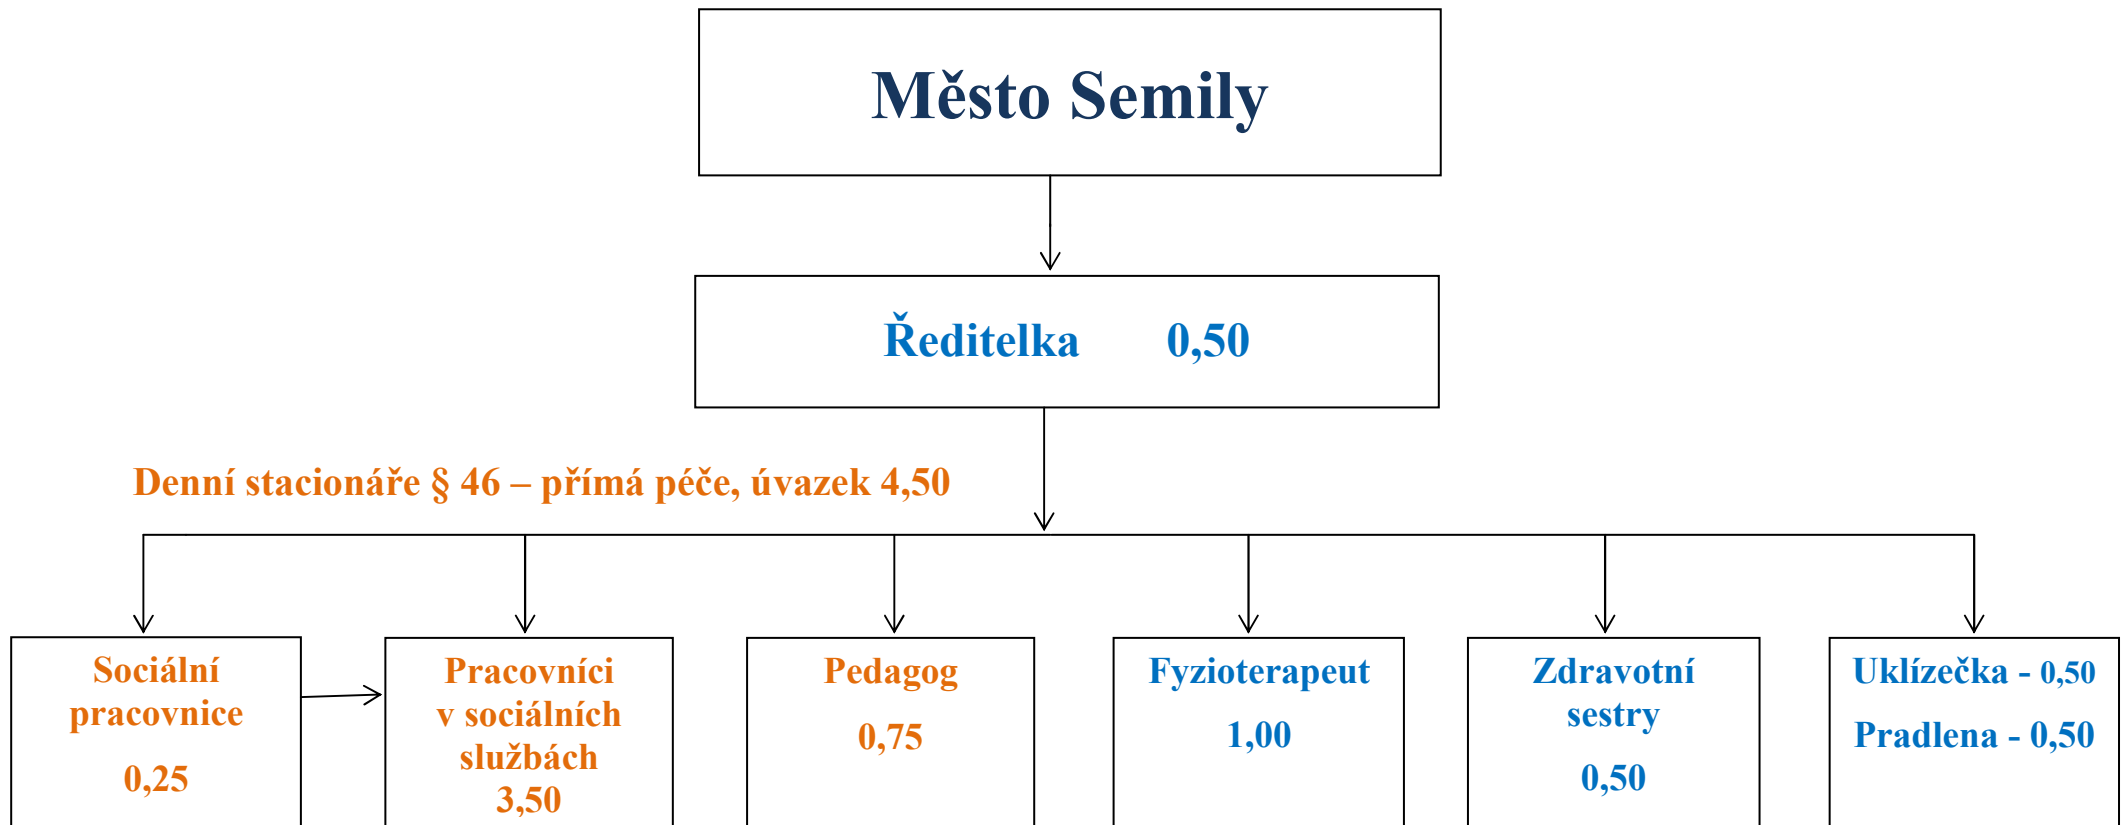 Město Semily
Ředitelka 0,50
Denní stacionáře § 46 – přímá péče, úvazek 4,50
Sociální
pracovnice
0,25
Pracovníci
v sociálních
službách
3,50
Pedagog
0,75
Fyzioterapeut
1,00
Zdravotní
sestry
0,50
Uklízečka - 0,50
Pradlena - 0,50